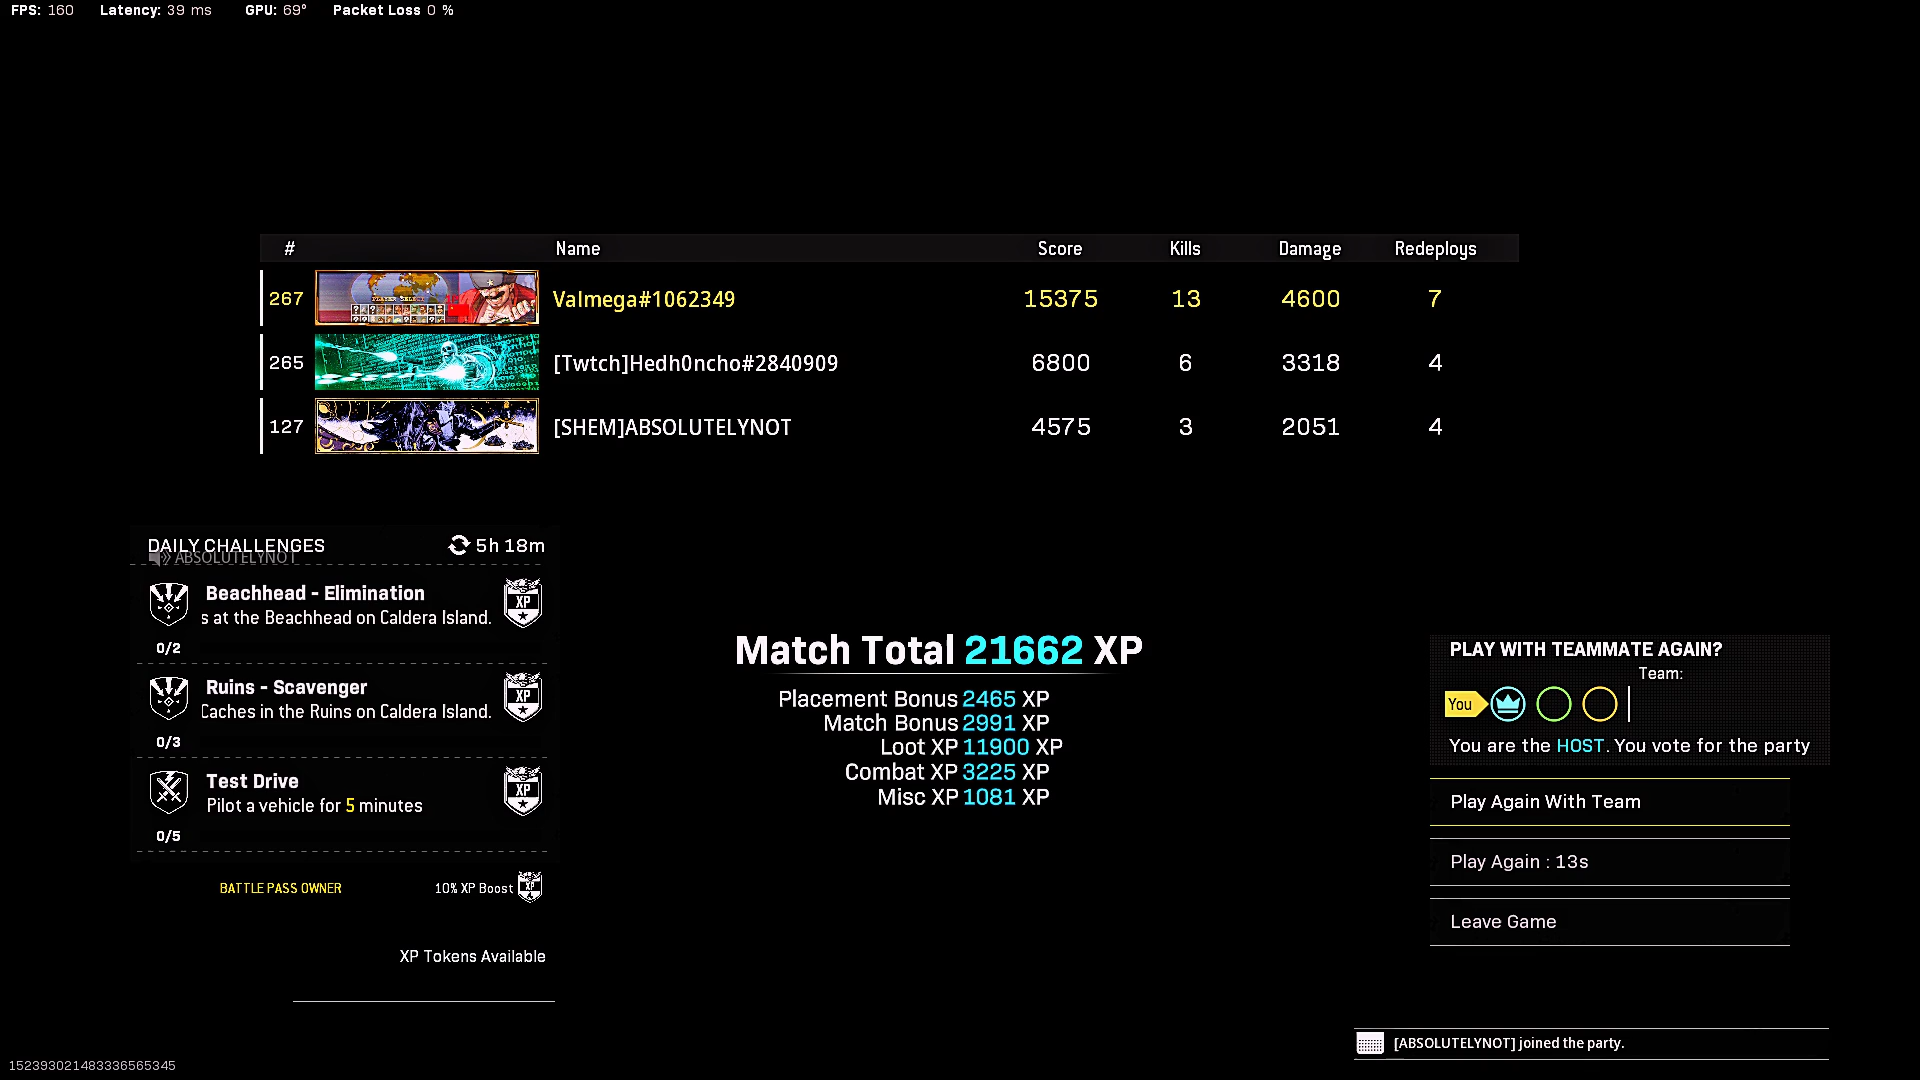 FPS: 160 Latency: 39 ms GPU: 69° Packet Loss 0 %
# Name Score Kills Damage Redeploys
267 PLAYER SELECT Valmega#1062349 15375 13 4600 7
265 [Twtch]Hedh0ncho#2840909 6800 6 3318 4
127 [SHEM]ABSOLUTELYNOT 4575 3 2051 4
DAILY CHALLENGES 5h 18m
ABSOLUTELYNOT
Beachhead - Elimination
s at the Beachhead on Caldera Island.
XP
0/2
Ruins - Scavenger
Caches in the Ruins on Caldera Island.
XP
0/3
Test Drive
Pilot a vehicle for 5 minutes
XP
0/5
BATTLE PASS OWNER 10% XP Boost XP
XP Tokens Available
Match Total 21662 XP
Placement Bonus 2465 XP
Match Bonus 2991 XP
Loot XP 11900 XP
Combat XP 3225 XP
Misc XP 1081 XP
PLAY WITH TEAMMATE AGAIN?
Team:
You
You are the HOST. You vote for the party
Play Again With Team
Play Again : 13s
Leave Game
[ABSOLUTELYNOT] joined the party.
152393021483336565345